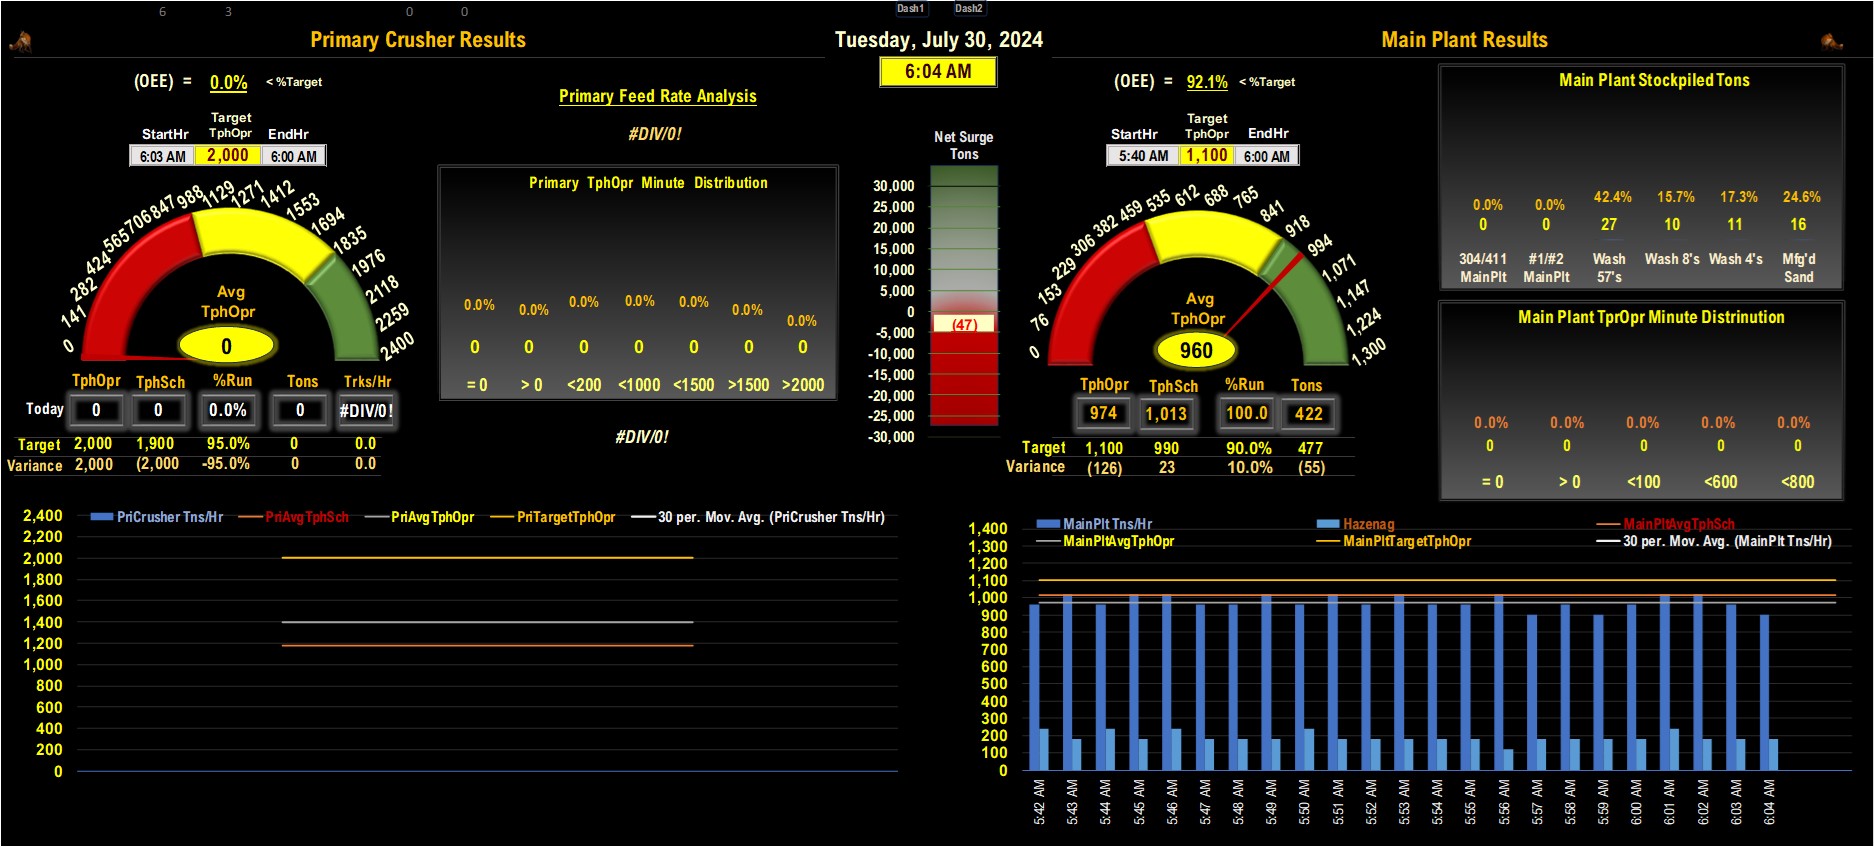 6 3 0 0 Dash1 Dash2
Primary Crusher Results
Tuesday, July 30, 2024
Main Plant Results
6:04 AM
(OEE) = 0.0% < %Target
Primary Feed Rate Analysis
#DIV/0!
Target
StartHr TphOpr EndHr
6:03 AM 2,000 6:00 AM
0 141 282 424 565 706 847 988 1129 1271 1412 1553 1694 1835 1976 2118 2259 2400
Avg
TphOpr
0
TphOpr TphSch %Run Tons Trks/Hr
Today 0 0 0.0% 0 #DIV/0!
Target 2,000 1,900 95.0% 0 0.0
Variance 2,000 (2,000 -95.0% 0 0.0
Primary TphOpr Minute Distribution
0.0% 0.0% 0.0% 0.0% 0.0% 0.0% 0.0%
0 0 0 0 0 0 0
= 0 > 0 <200 <1000 <1500 >1500 >2000
#DIV/0!
Net Surge
Tons
30,000
25,000
20,000
15,000
10,000
5,000
0
(47)
-5,000
-10,000
-15,000
-20,000
-25,000
-30,000
(OEE) = 92.1% < %Target
Target
StartHr TphOpr EndHr
5:40 AM 1,100 6:00 AM
0 76 153 229 306 382 459 535 612 688 765 841 918 994 1,071 1,147 1,224 1,300
Avg
TphOpr
960
TphOpr TphSch %Run Tons
974 1,013 100.0 422
Target 1,100 990 90.0% 477
Variance (126) 23 10.0% (55)
Main Plant Stockpiled Tons
0.0% 0.0% 42.4% 15.7% 17.3% 24.6%
0 0 27 10 11 16
304/411 #1/#2 Wash Wash 8's Wash 4's Mfg'd
MainPlt MainPlt 57's Sand
Main Plant TprOpr Minute Distrinution
0.0% 0.0% 0.0% 0.0% 0.0%
0 0 0 0 0
= 0 > 0 <100 <600 <800
PriCrusher Tns/Hr PriAvgTphSch PriAvgTphOpr PriTargetTphOpr 30 per. Mov. Avg. (PriCrusher Tns/Hr)
2,400
2,200
2,000
1,800
1,600
1,400
1,200
1,000
800
600
400
200
0
MainPlt Tns/Hr Hazenag MainPltAvgTphSch
MainPltAvgTphOpr MainPltTargetTphOpr 30 per. Mov. Avg. (MainPlt Tns/Hr)
1,400
1,300
1,200
1,100
1,000
900
800
700
600
500
400
300
200
100
0
5:42 AM 5:43 AM 5:44 AM 5:45 AM 5:46 AM 5:47 AM 5:48 AM 5:49 AM 5:50 AM 5:51 AM 5:52 AM 5:53 AM 5:54 AM 5:55 AM 5:56 AM 5:57 AM 5:58 AM 5:59 AM 6:00 AM 6:01 AM 6:02 AM 6:03 AM 6:04 AM